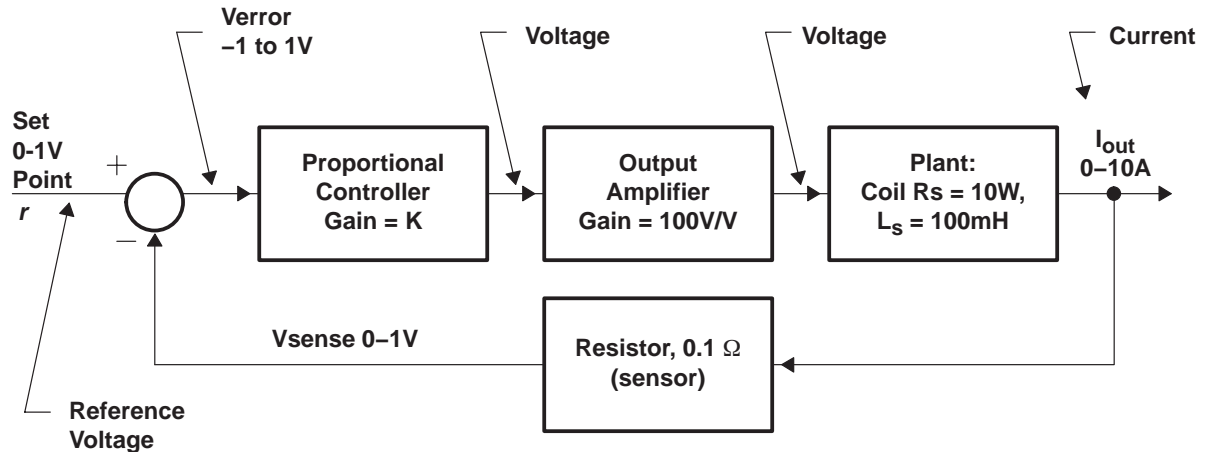 Verror
–1 to 1V
Voltage
Voltage
Current
Set
0-1V
Point
r
+
−
Proportional
Controller
Gain = K
Output
Amplifier
Gain = 100V/V
Plant:
Coil Rs = 10W,
Ls = 100mH
Iout
0–10A
Vsense 0–1V
Resistor, 0.1 Ω
(sensor)
Reference
Voltage